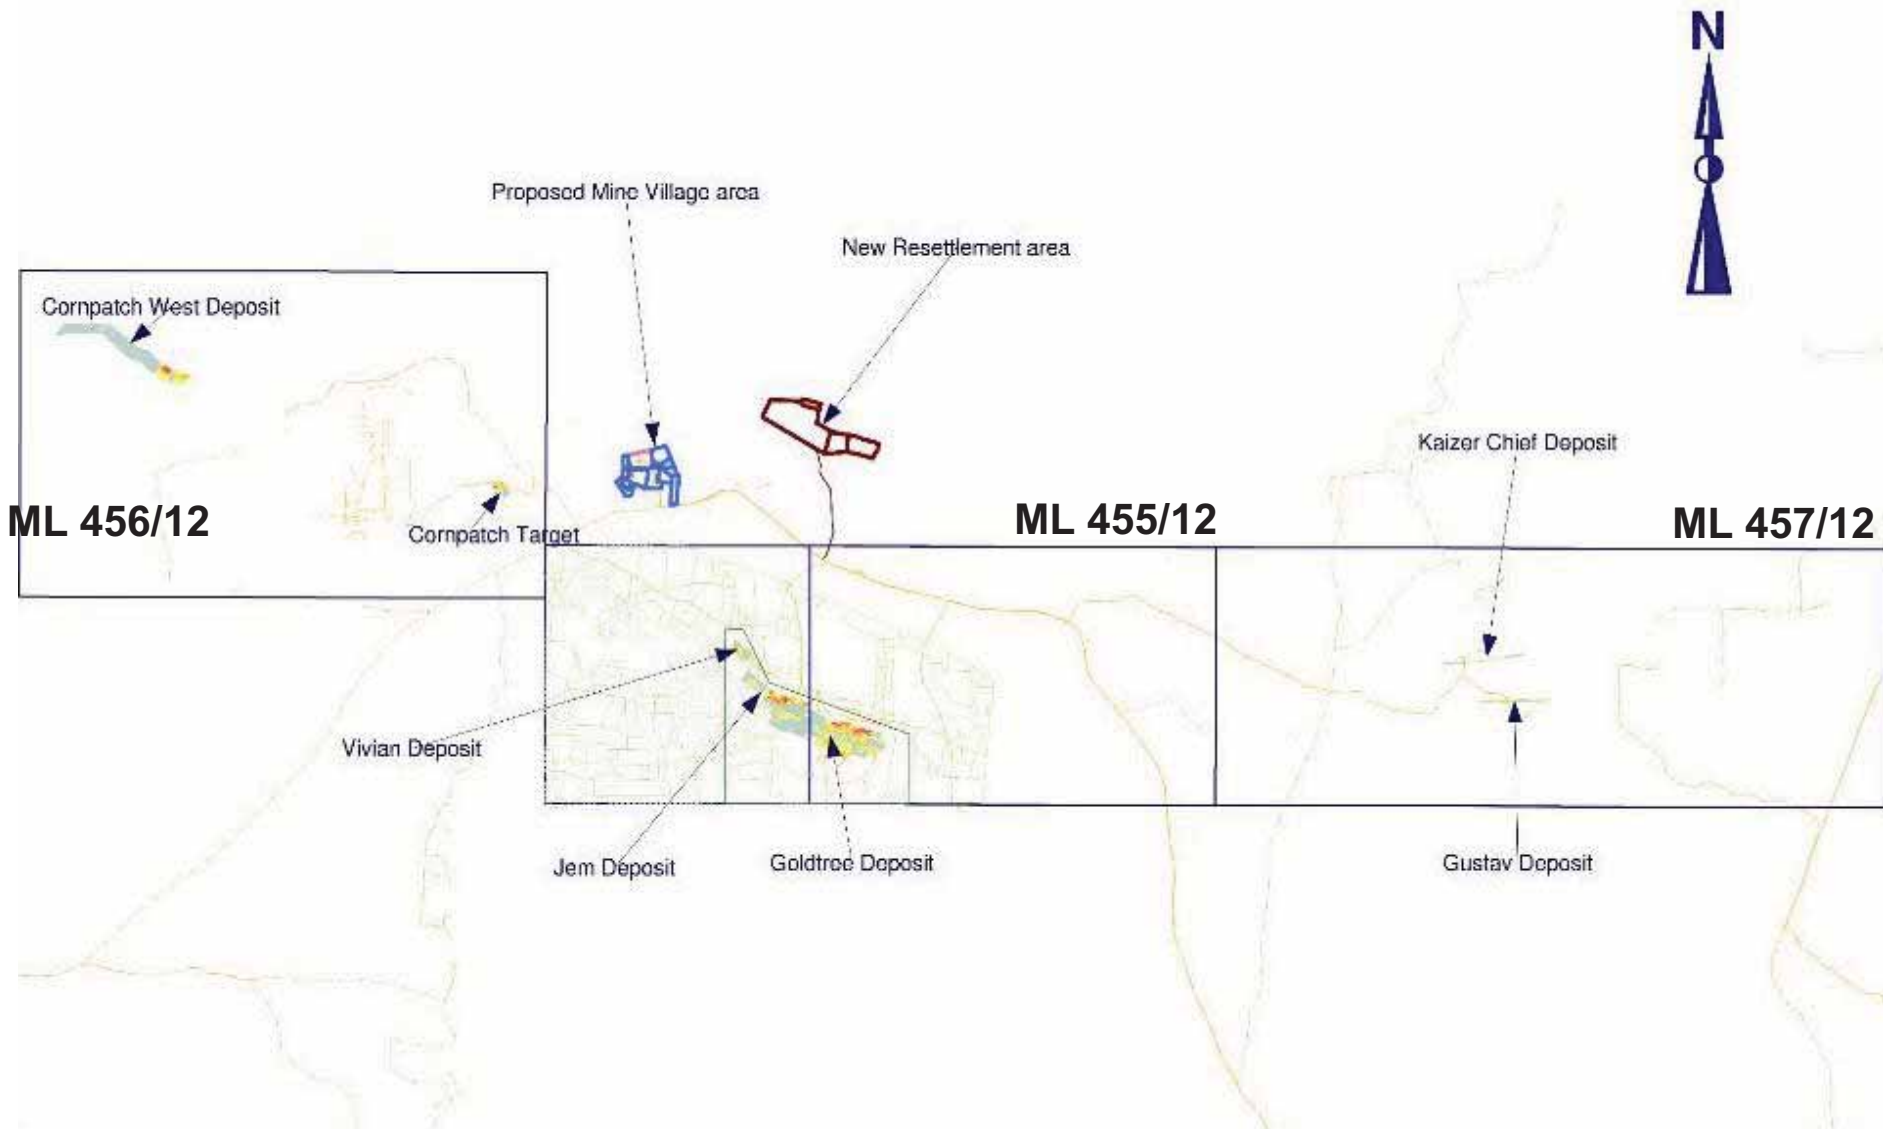 N
Proposed Mine Village area
New Resettlement area
Cornpatch West Deposit
Kaizer Chief Deposit
ML 456/12
Cornpatch Target
ML 455/12
ML 457/12
Vivian Deposit
Jem Deposit
Goldtree Deposit
Gustav Deposit